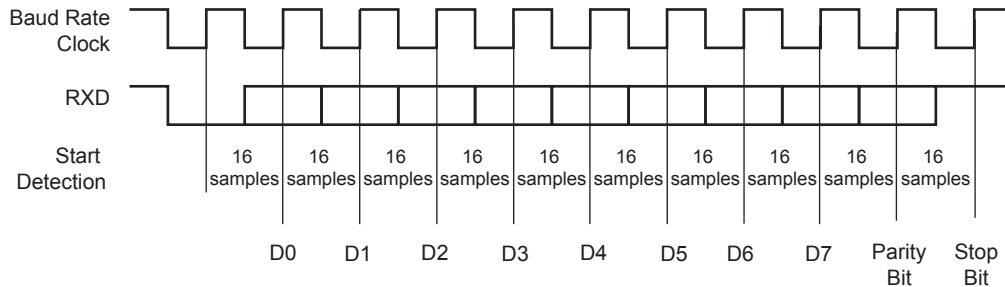 Baud Rate
Clock
RXD
Start
Detection
16 16 16 16 16 16 16 16 16 16
samples samples samples samples samples samples samples samples samples samples
D0 D1 D2 D3 D4 D5 D6 D7 Parity Stop
Bit Bit